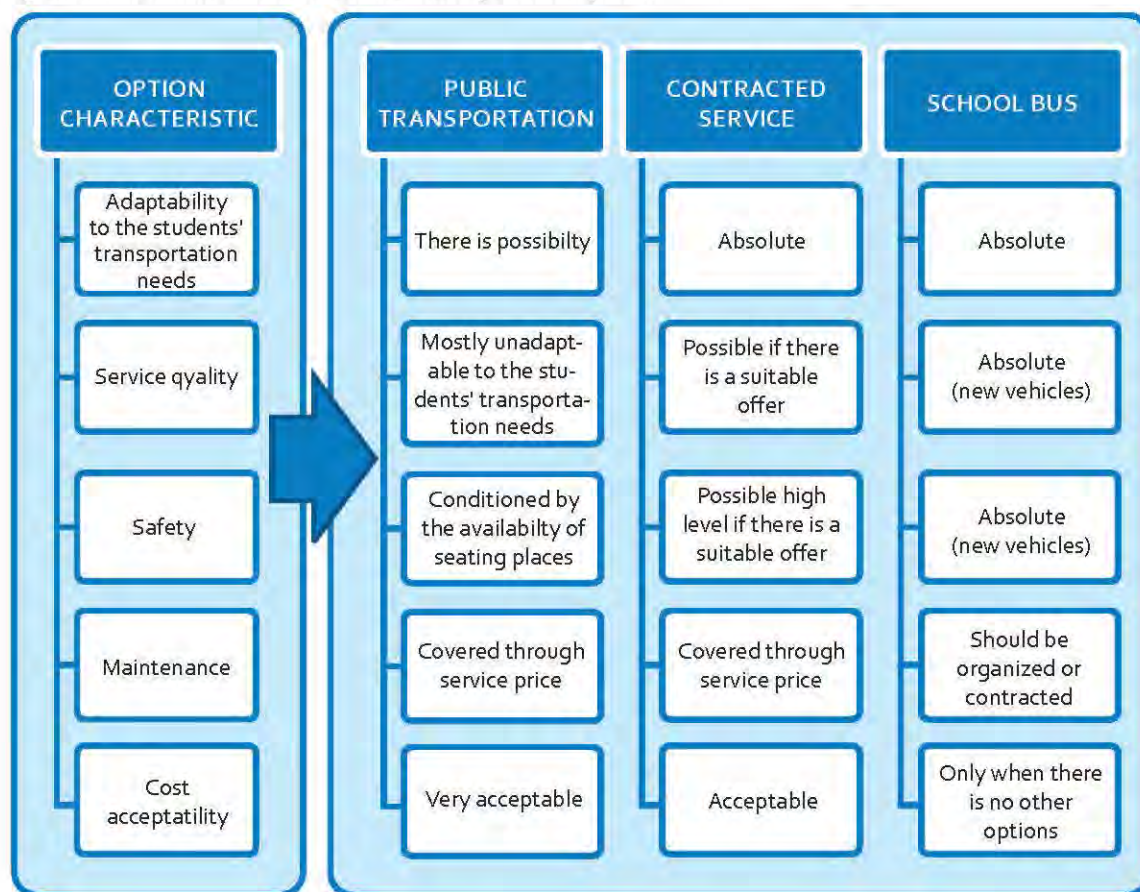 OPTION
CHARACTERISTIC
Adaptability
to the students'
transportation
needs
Service qyality
Safety
Maintenance
Cost
acceptatility
PUBLIC
TRANSPORTATION
There is possibilty
Mostly unadapt-
able to the stu-
dents' transporta-
tion needs
Conditioned by
the availabilty of
seating places
Covered through
service price
Very acceptable
CONTRACTED
SERVICE
Absolute
Possible if there
is a suitable
offer
Possible high
level if there is a
suitable offer
Covered through
service price
Acceptable
SCHOOL BUS
Absolute
Absolute
(new vehicles)
Absolute
(new vehicles)
Should be
organized or
contracted
Only when there
is no other
options